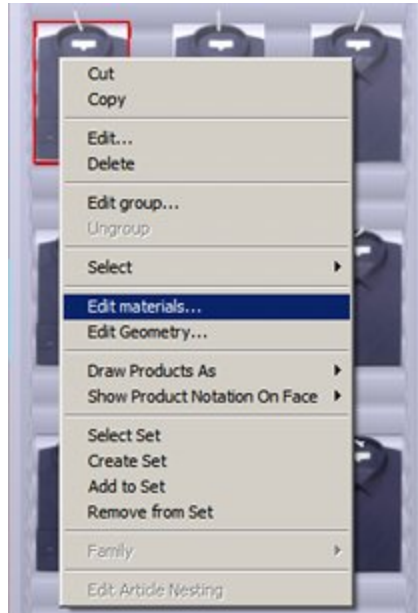 Cut
Copy
Edit...
Delete
Edit group...
Ungroup
Select
Edit materials...
Edit Geometry...
Draw Products As
Show Product Notation On Face
Select Set
Create Set
Add to Set
Remove from Set
Family
Edit Article Nesting